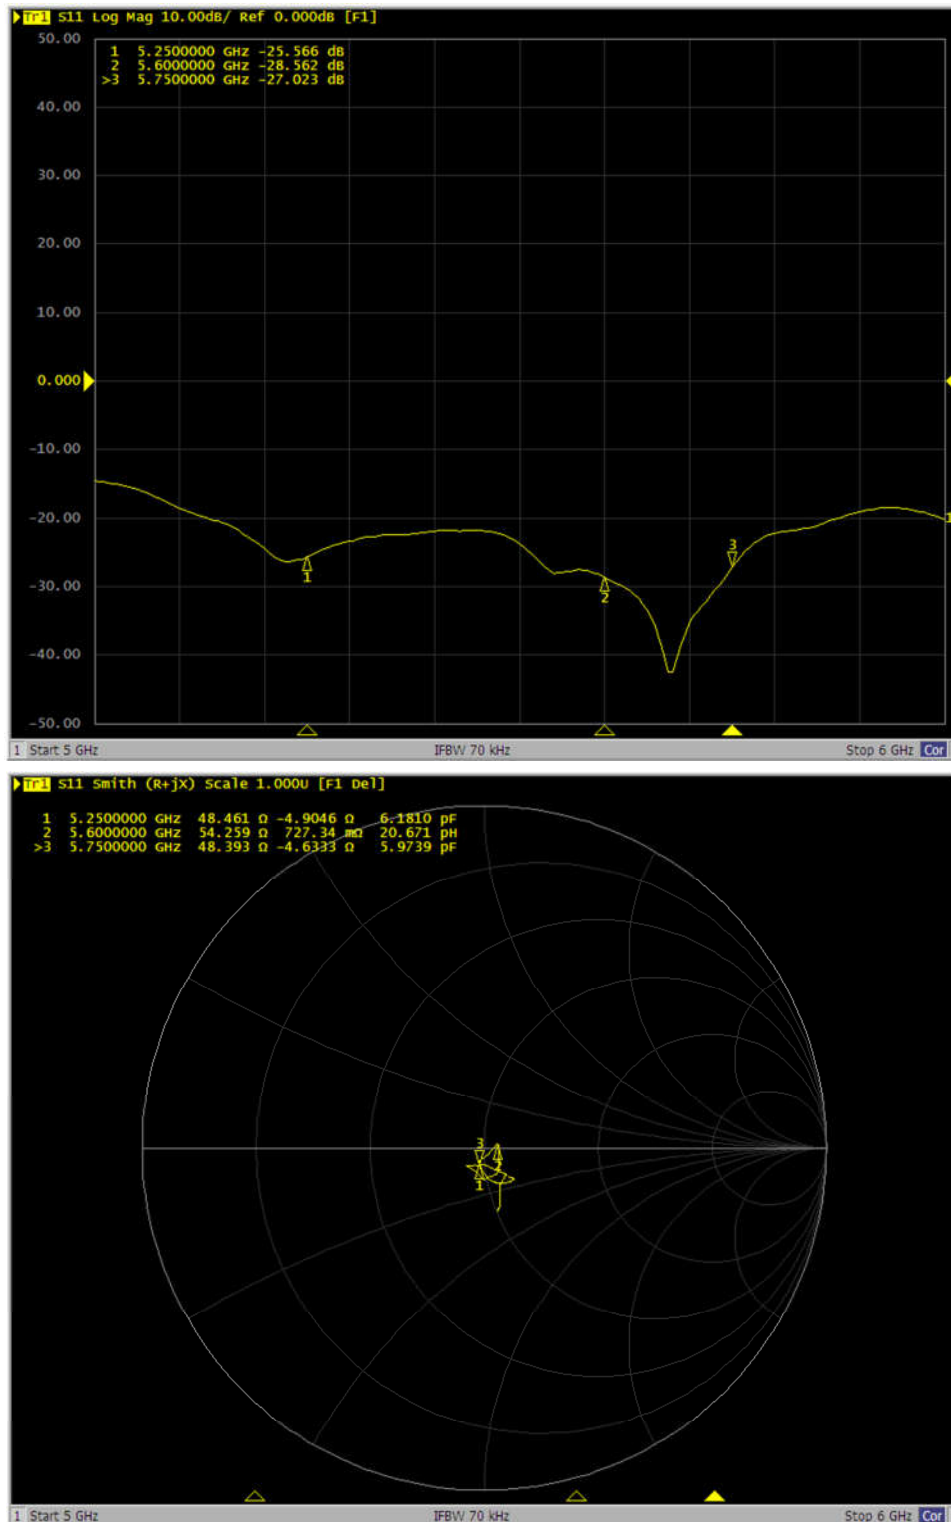 Tr1 S11 Log Mag 10.00dB/ Ref 0.000dB [F1]
50.00
1 5.2500000 GHz -25.566 dB
2 5.6000000 GHz -28.562 dB
>3 5.7500000 GHz -27.023 dB
40.00
30.00
20.00
10.00
0.000
-10.00
-20.00
1
3
1
2
-30.00
-40.00
-50.00
1 Start 5 GHz IFBW 70 kHz Stop 6 GHz Cor
Tr1 S11 Smith (R+jX) Scale 1.000U [F1 Del]
1 5.2500000 GHz 48.461 Ω -4.9046 Ω 6.1810 pF
2 5.6000000 GHz 54.259 Ω 727.34 mΩ 20.671 pH
>3 5.7500000 GHz 48.393 Ω -4.6333 Ω 5.9739 pF
3
2
1
1 Start 5 GHz IFBW 70 kHz Stop 6 GHz Cor